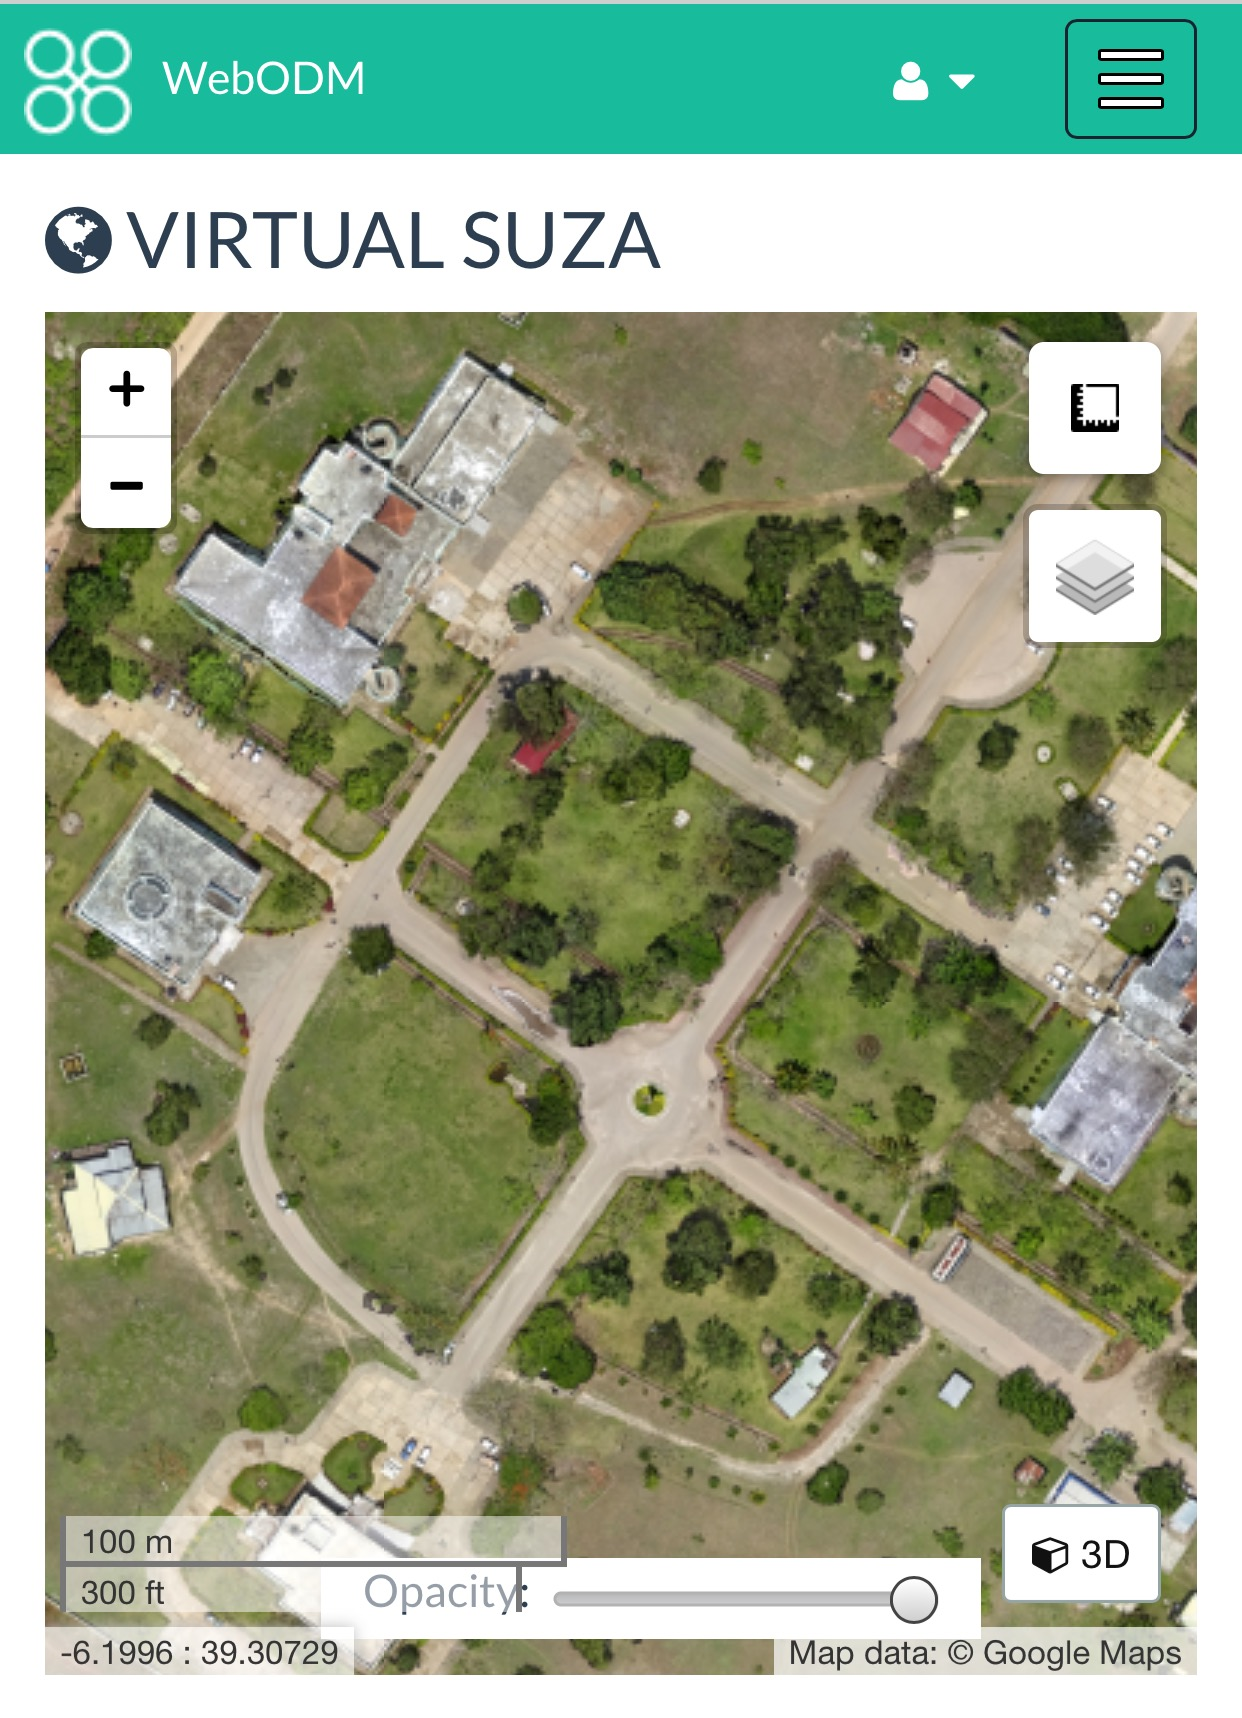 WebODM
VIRTUAL SUZA
+
−
100 m
300 ft
Opacity:
3D
-6.1996 : 39.30729
Map data: © Google Maps